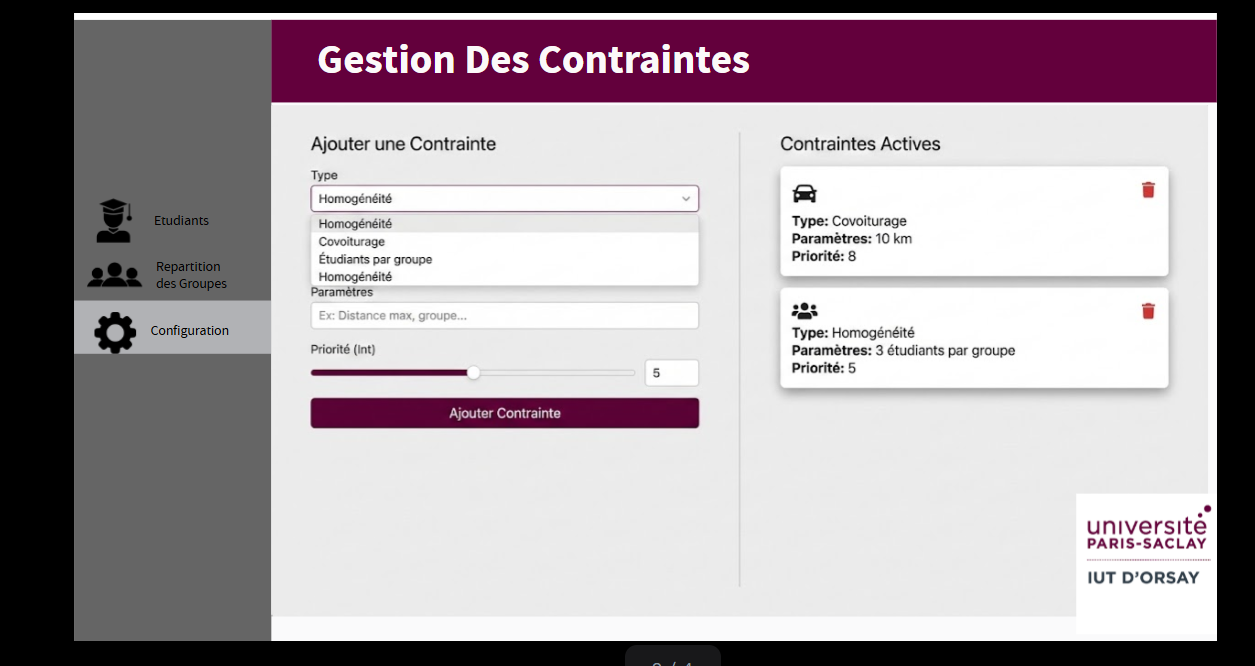 Gestion Des Contraintes
Etudiants
Repartition
des Groupes
Configuration
Ajouter une Contrainte
Type
Homogénéité
Homogénéité
Covoiturage
Étudiants par groupe
Homogénéité
Paramètres
Ex: Distance max, groupe...
Priorité (Int)
5
Ajouter Contrainte
Contraintes Actives
Type: Covoiturage
Paramètres: 10 km
Priorité: 8
Type: Homogénéité
Paramètres: 3 étudiants par groupe
Priorité: 5
université
PARIS-SACLAY
IUT D'ORSAY